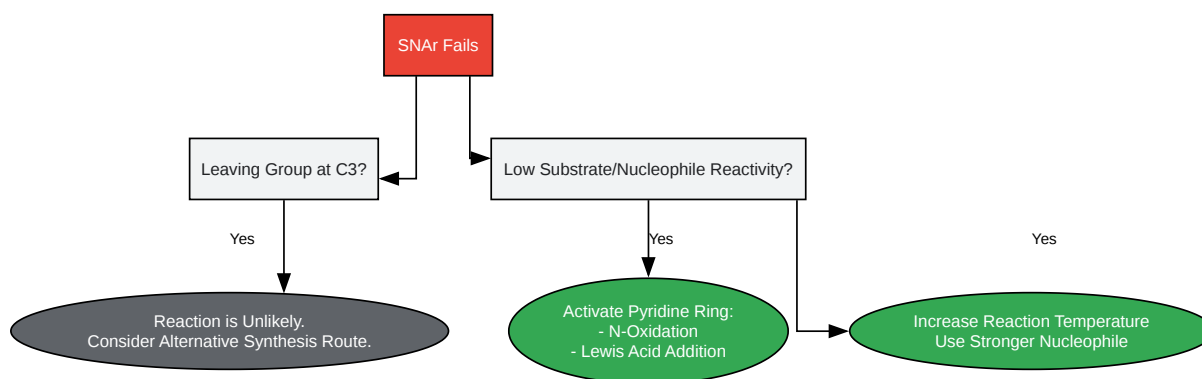 SNAr Fails
Leaving Group at C3?
Low Substrate/Nucleophile Reactivity?
Yes
Yes
Yes
Reaction is Unlikely.
Consider Alternative Synthesis Route.
Activate Pyridine Ring:
- N-Oxidation
- Lewis Acid Addition
Increase Reaction Temperature
Use Stronger Nucleophile